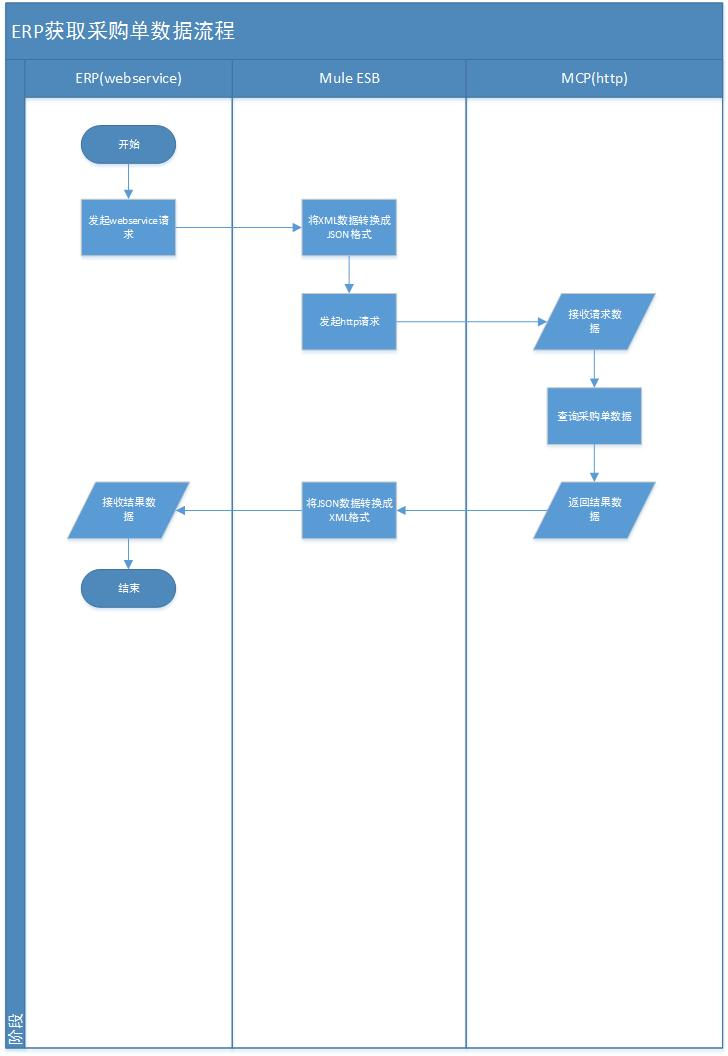 ERP获取采购单数据流程
ERP(webservice)
Mule ESB
MCP(http)
开始
发起webservice请
求
将XML数据转换成
JSON格式
发起http请求
接收请求数
据
查询采购单数据
返回结果数
据
将JSON数据转换成
XML格式
接收结果数
据
结束
阶段